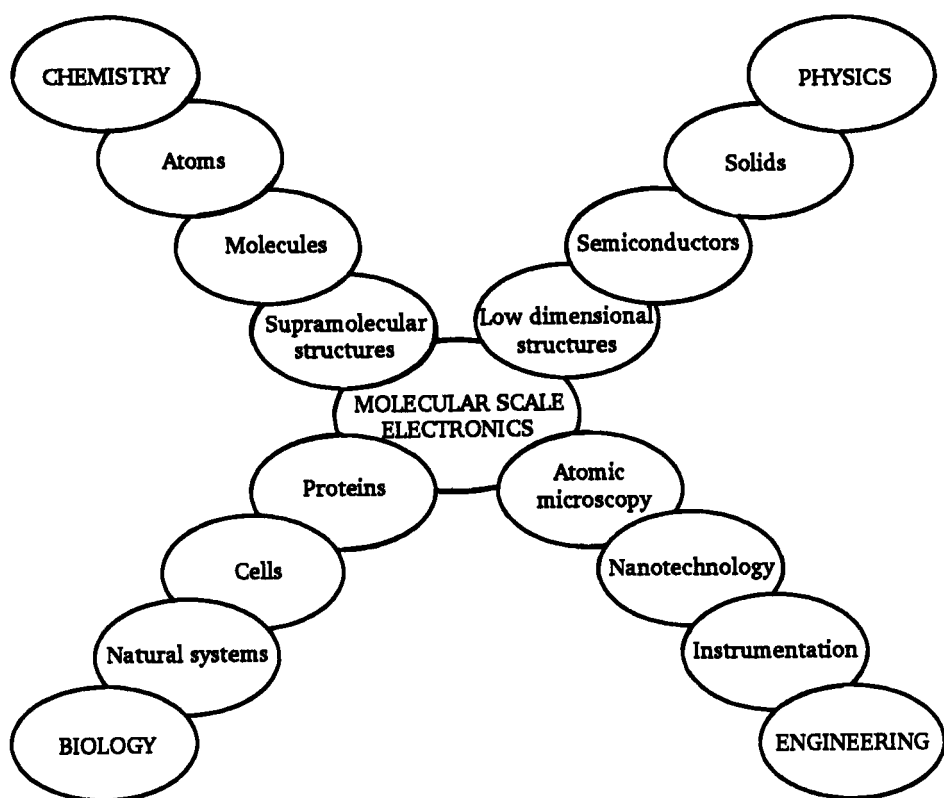 CHEMISTRY
PHYSICS
Atoms
Solids
Molecules
Semiconductors
Supramolecular
structures
Low dimensional
structures
MOLECULAR SCALE
ELECTRONICS
Proteins
Atomic
microscopy
Cells
Nanotechnology
Natural systems
Instrumentation
BIOLOGY
ENGINEERING